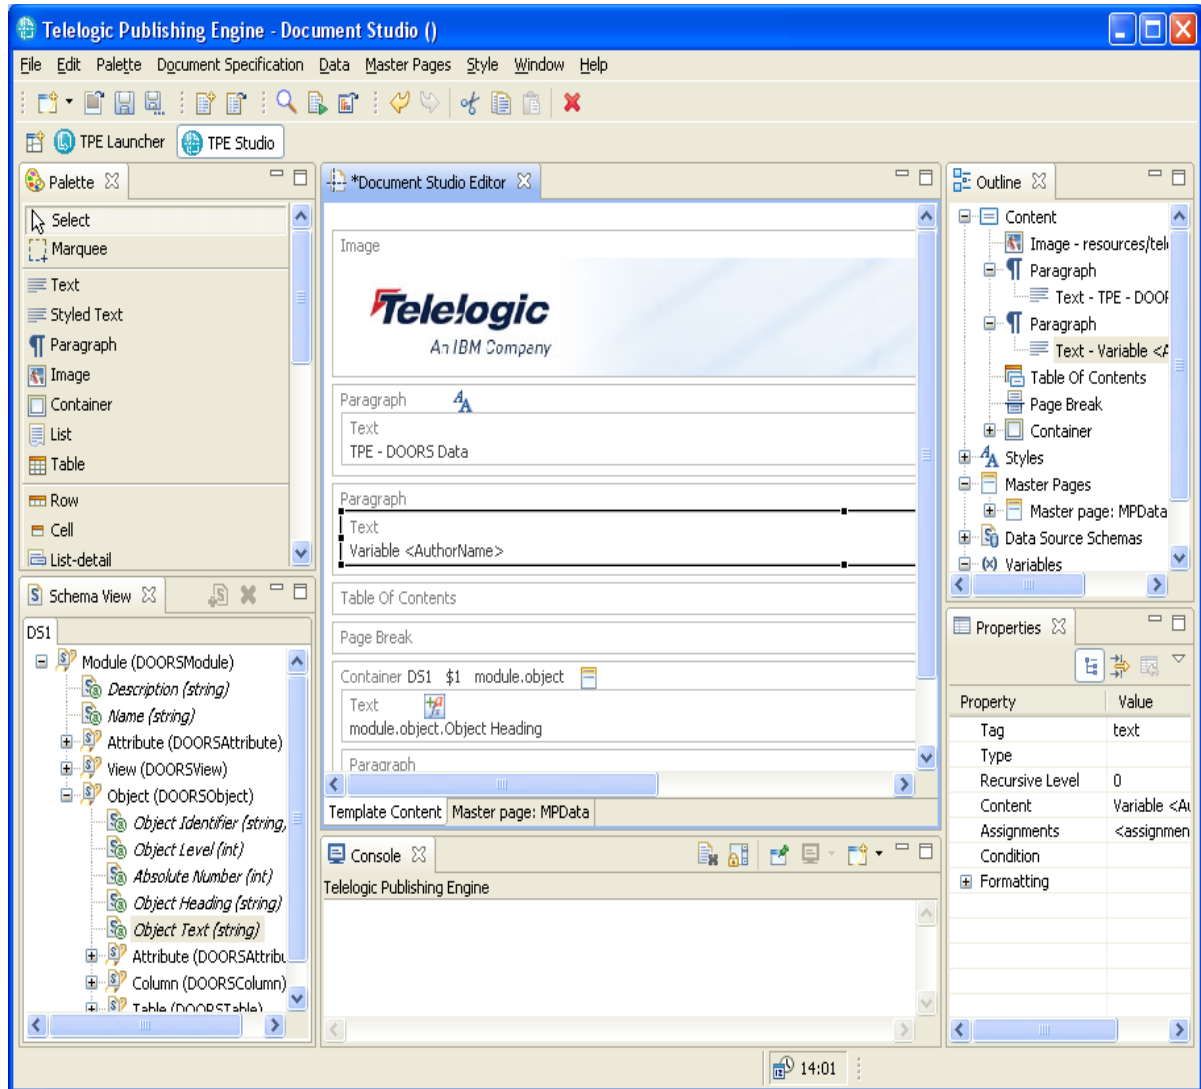 Telelogic Publishing Engine - Document Studio ()
File Edit Palette Document Specification Data Master Pages Style Window Help
TPE Launcher TPE Studio
Palette
Select
Marquee
Text
Styled Text
Paragraph
Image
Container
List
Table
Row
Cell
List-detail
Schema View
DS1
Module (DOORSModule)
Description (string)
Name (string)
Attribute (DOORSAttribute)
View (DOORSView)
Object (DOORSObject)
Object Identifier (string,
Object Level (int)
Absolute Number (int)
Object Heading (string)
Object Text (string)
Attribute (DOORSAttribu
Column (DOORSColumn)
Table (DOORSTable)
*Document Studio Editor
Image
Telelogic
An IBM Company
Paragraph
Text
TPE - DOORS Data
Paragraph
Text
Variable <AuthorName>
Table Of Contents
Page Break
Container DS1 $1 module.object
Text
module.object.Object Heading
Paragraph
Template Content Master page: MPData
Console
Telelogic Publishing Engine
Outline
Content
Image - resources/tele
Paragraph
Text - TPE - DOOR
Paragraph
Text - Variable <A
Table Of Contents
Page Break
Container
Styles
Master Pages
Master page: MPData
Data Source Schemas
Variables
Properties
Property Value
Tag text
Type
Recursive Level 0
Content Variable <Au
Assignments <assignmen
Condition
Formatting
14:01